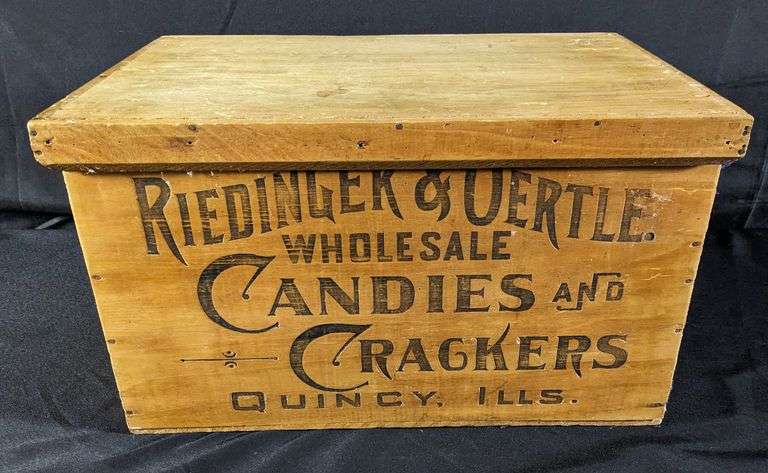 RIEDINGER & OERTLE.
WHOLESALE
CANDIES AND
CRACKERS
QUINCY, ILLS.